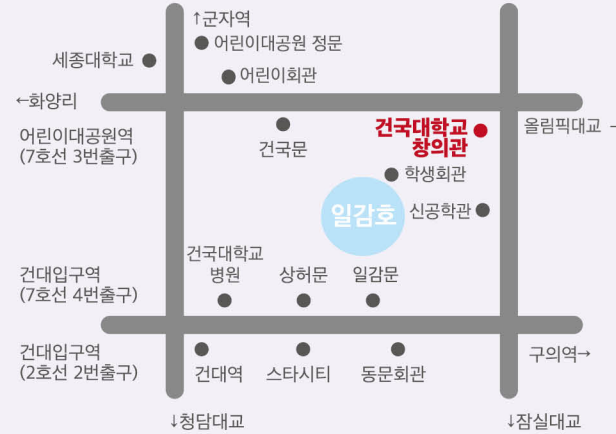 ↑군자역
어린이대공원 정문
세종대학교
어린이회관
←화양리
어린이대공원역
(7호선 3번출구)
건국문
건국대학교
창의관
올림픽대교 →
학생회관
일감호
신공학관
건국대학교
병원
상허문
일감문
건대입구역
(7호선 4번출구)
건대입구역
(2호선 2번출구)
건대역
스타시티
동문회관
구의역→
↓청담대교
↓잠실대교